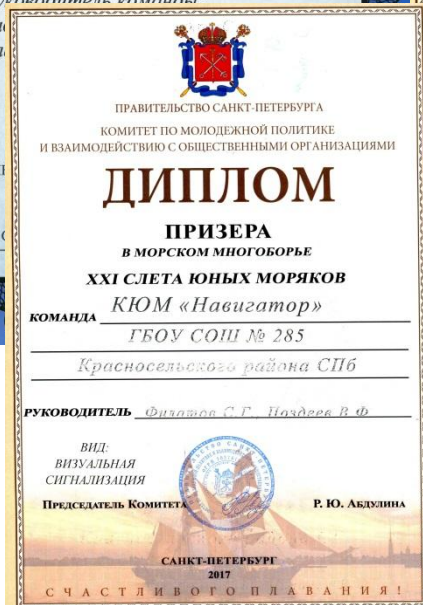 ПРАВИТЕЛЬСТВО САНКТ-ПЕТЕРБУРГА
КОМИТЕТ ПО МОЛОДЕЖНОЙ ПОЛИТИКЕ
И ВЗАИМОДЕЙСТВИЮ С ОБЩЕСТВЕННЫМИ ОРГАНИЗАЦИЯМИ
ДИПЛОМ
ПРИЗЕРА
В МОРСКОМ МНОГОБОРЬЕ
XXI СЛЕТА ЮНЫХ МОРЯКОВ
КОМАНДА КЮМ «Навигатор»
ГБОУ СОШ № 285
Красносельского района СПб
РУКОВОДИТЕЛЬ Филатов С.Г., Поздеев В.Ф
ВИД:
ВИЗУАЛЬНАЯ
СИГНАЛИЗАЦИЯ
ПРЕДСЕДАТЕЛЬ КОМИТЕТА Р. Ю. АБДУЛИНА
САНКТ-ПЕТЕРБУРГ
2017
СЧАСТЛИВОГО ПЛАВАНИЯ!